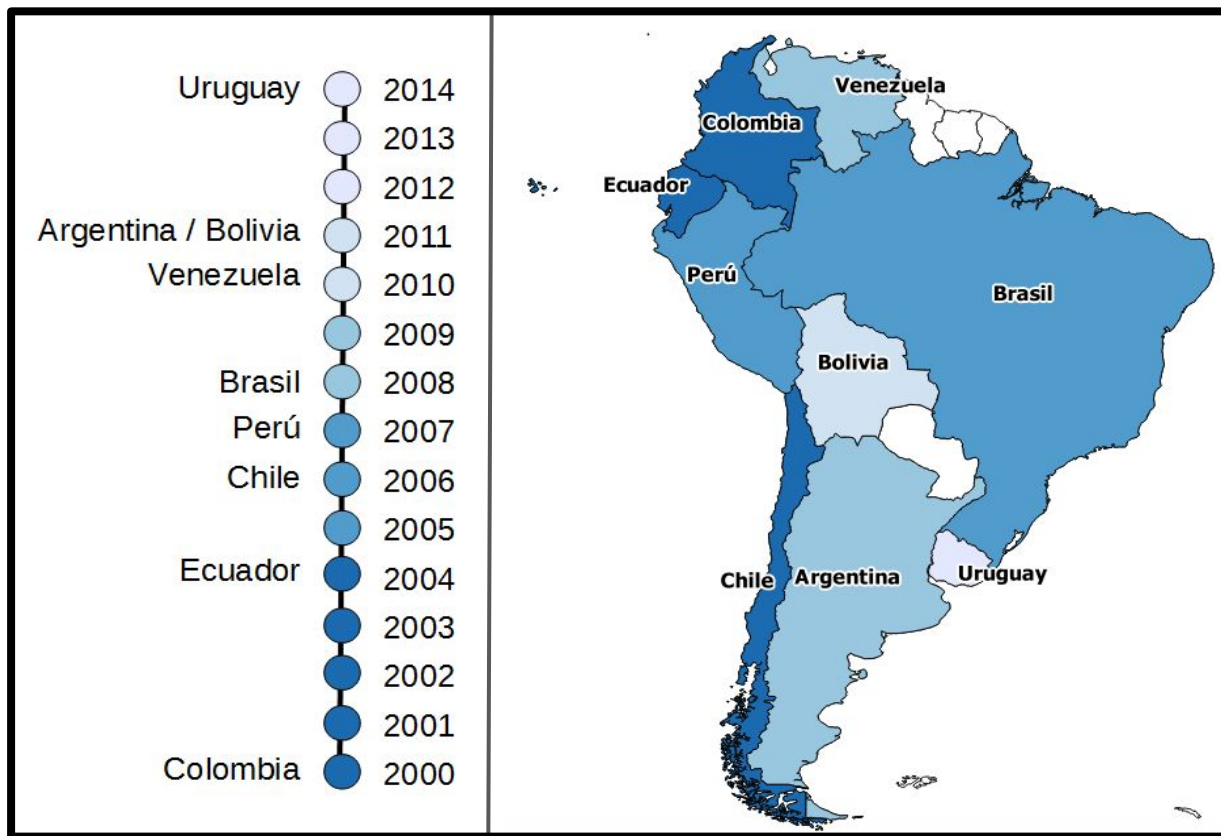 Uruguay 2014
2013
2012
Argentina / Bolivia 2011
Venezuela 2010
2009
Brasil 2008
Perú 2007
Chile 2006
2005
Ecuador 2004
2003
2002
2001
Colombia 2000
Venezuela
Colombia
Ecuador
Perú
Brasil
Bolivia
Chile
Argentina
Uruguay